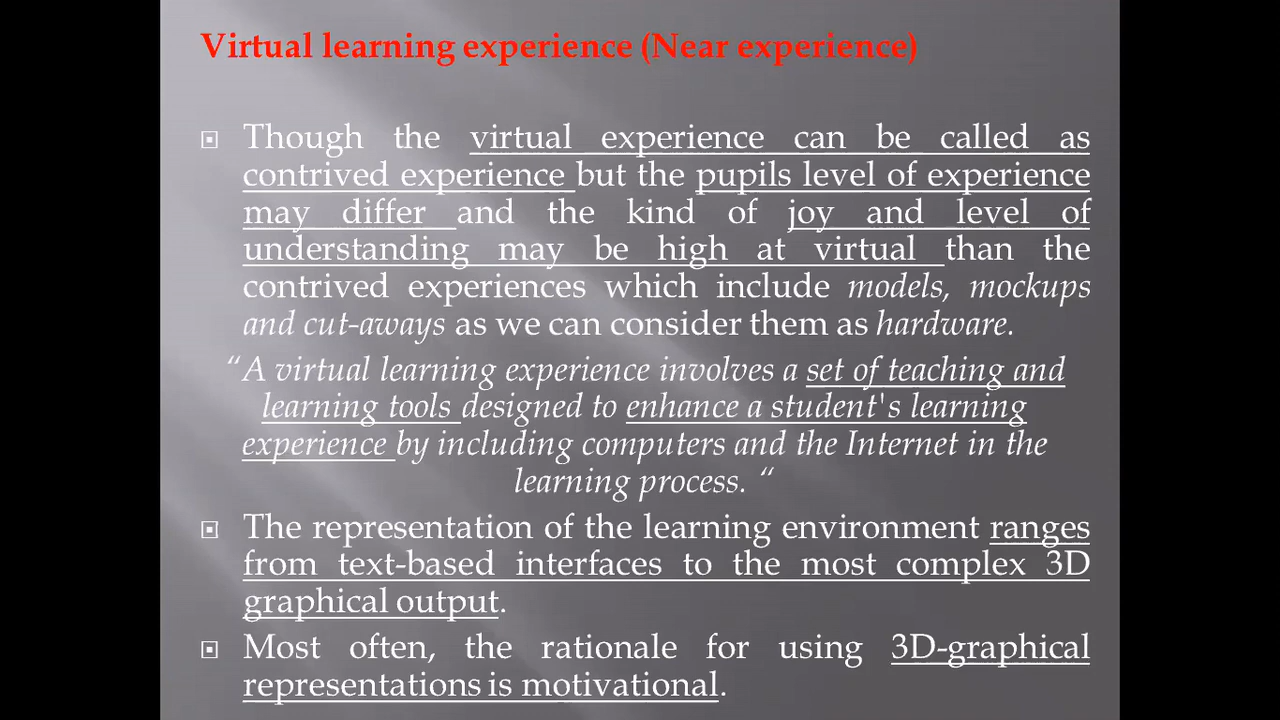 Virtual learning experience (Near experience)
Though the virtual experience can be called as
contrived experience but the pupils level of experience
may differ and the kind of joy and level of
understanding may be high at virtual than the
contrived experiences which include models, mockups
and cut-aways as we can consider them as hardware.
“A virtual learning experience involves a set of teaching and
learning tools designed to enhance a student's learning
experience by including computers and the Internet in the
learning process. “
The representation of the learning environment ranges
from text-based interfaces to the most complex 3D
graphical output.
Most often, the rationale for using 3D-graphical
representations is motivational.